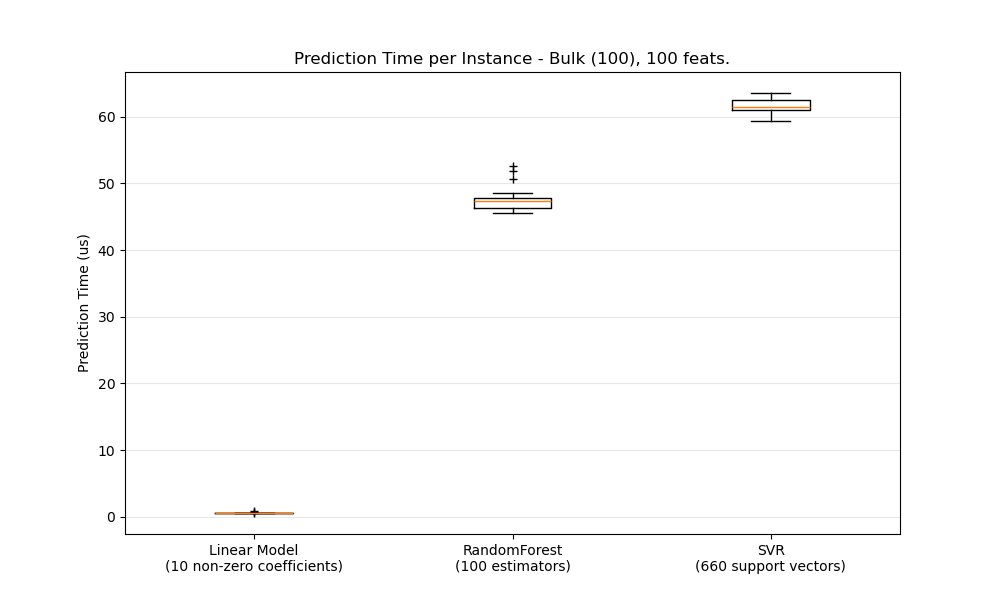 Prediction Time per Instance - Bulk (100), 100 feats.
Prediction Time (us)
60
50
40
30
20
10
0
Linear Model
(10 non-zero coefficients)
RandomForest
(100 estimators)
SVR
(660 support vectors)